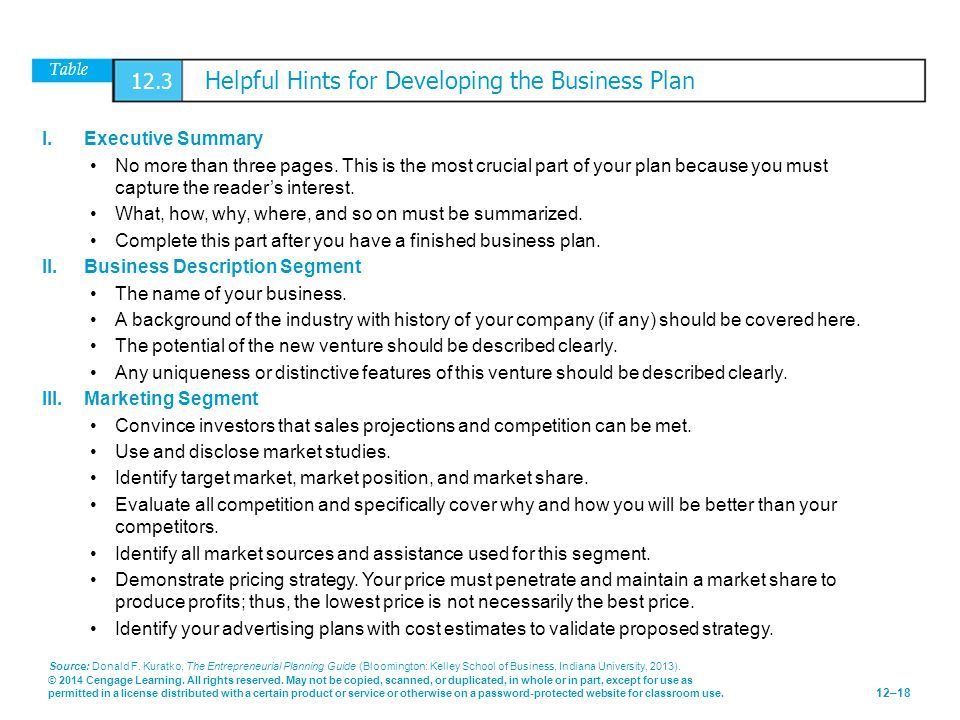 Table
12.3 Helpful Hints for Developing the Business Plan
I. Executive Summary
• No more than three pages. This is the most crucial part of your plan because you must
capture the reader’s interest.
• What, how, why, where, and so on must be summarized.
• Complete this part after you have a finished business plan.
II. Business Description Segment
• The name of your business.
• A background of the industry with history of your company (if any) should be covered here.
• The potential of the new venture should be described clearly.
• Any uniqueness or distinctive features of this venture should be described clearly.
III. Marketing Segment
• Convince investors that sales projections and competition can be met.
• Use and disclose market studies.
• Identify target market, market position, and market share.
• Evaluate all competition and specifically cover why and how you will be better than your
competitors.
• Identify all market sources and assistance used for this segment.
• Demonstrate pricing strategy. Your price must penetrate and maintain a market share to
produce profits; thus, the lowest price is not necessarily the best price.
• Identify your advertising plans with cost estimates to validate proposed strategy.
Source: Donald F. Kuratko, The Entrepreneurial Planning Guide (Bloomington: Kelley School of Business, Indiana University, 2013).
© 2014 Cengage Learning. All rights reserved. May not be copied, scanned, or duplicated, in whole or in part, except for use as
permitted in a license distributed with a certain product or service or otherwise on a password-protected website for classroom use.
12–18